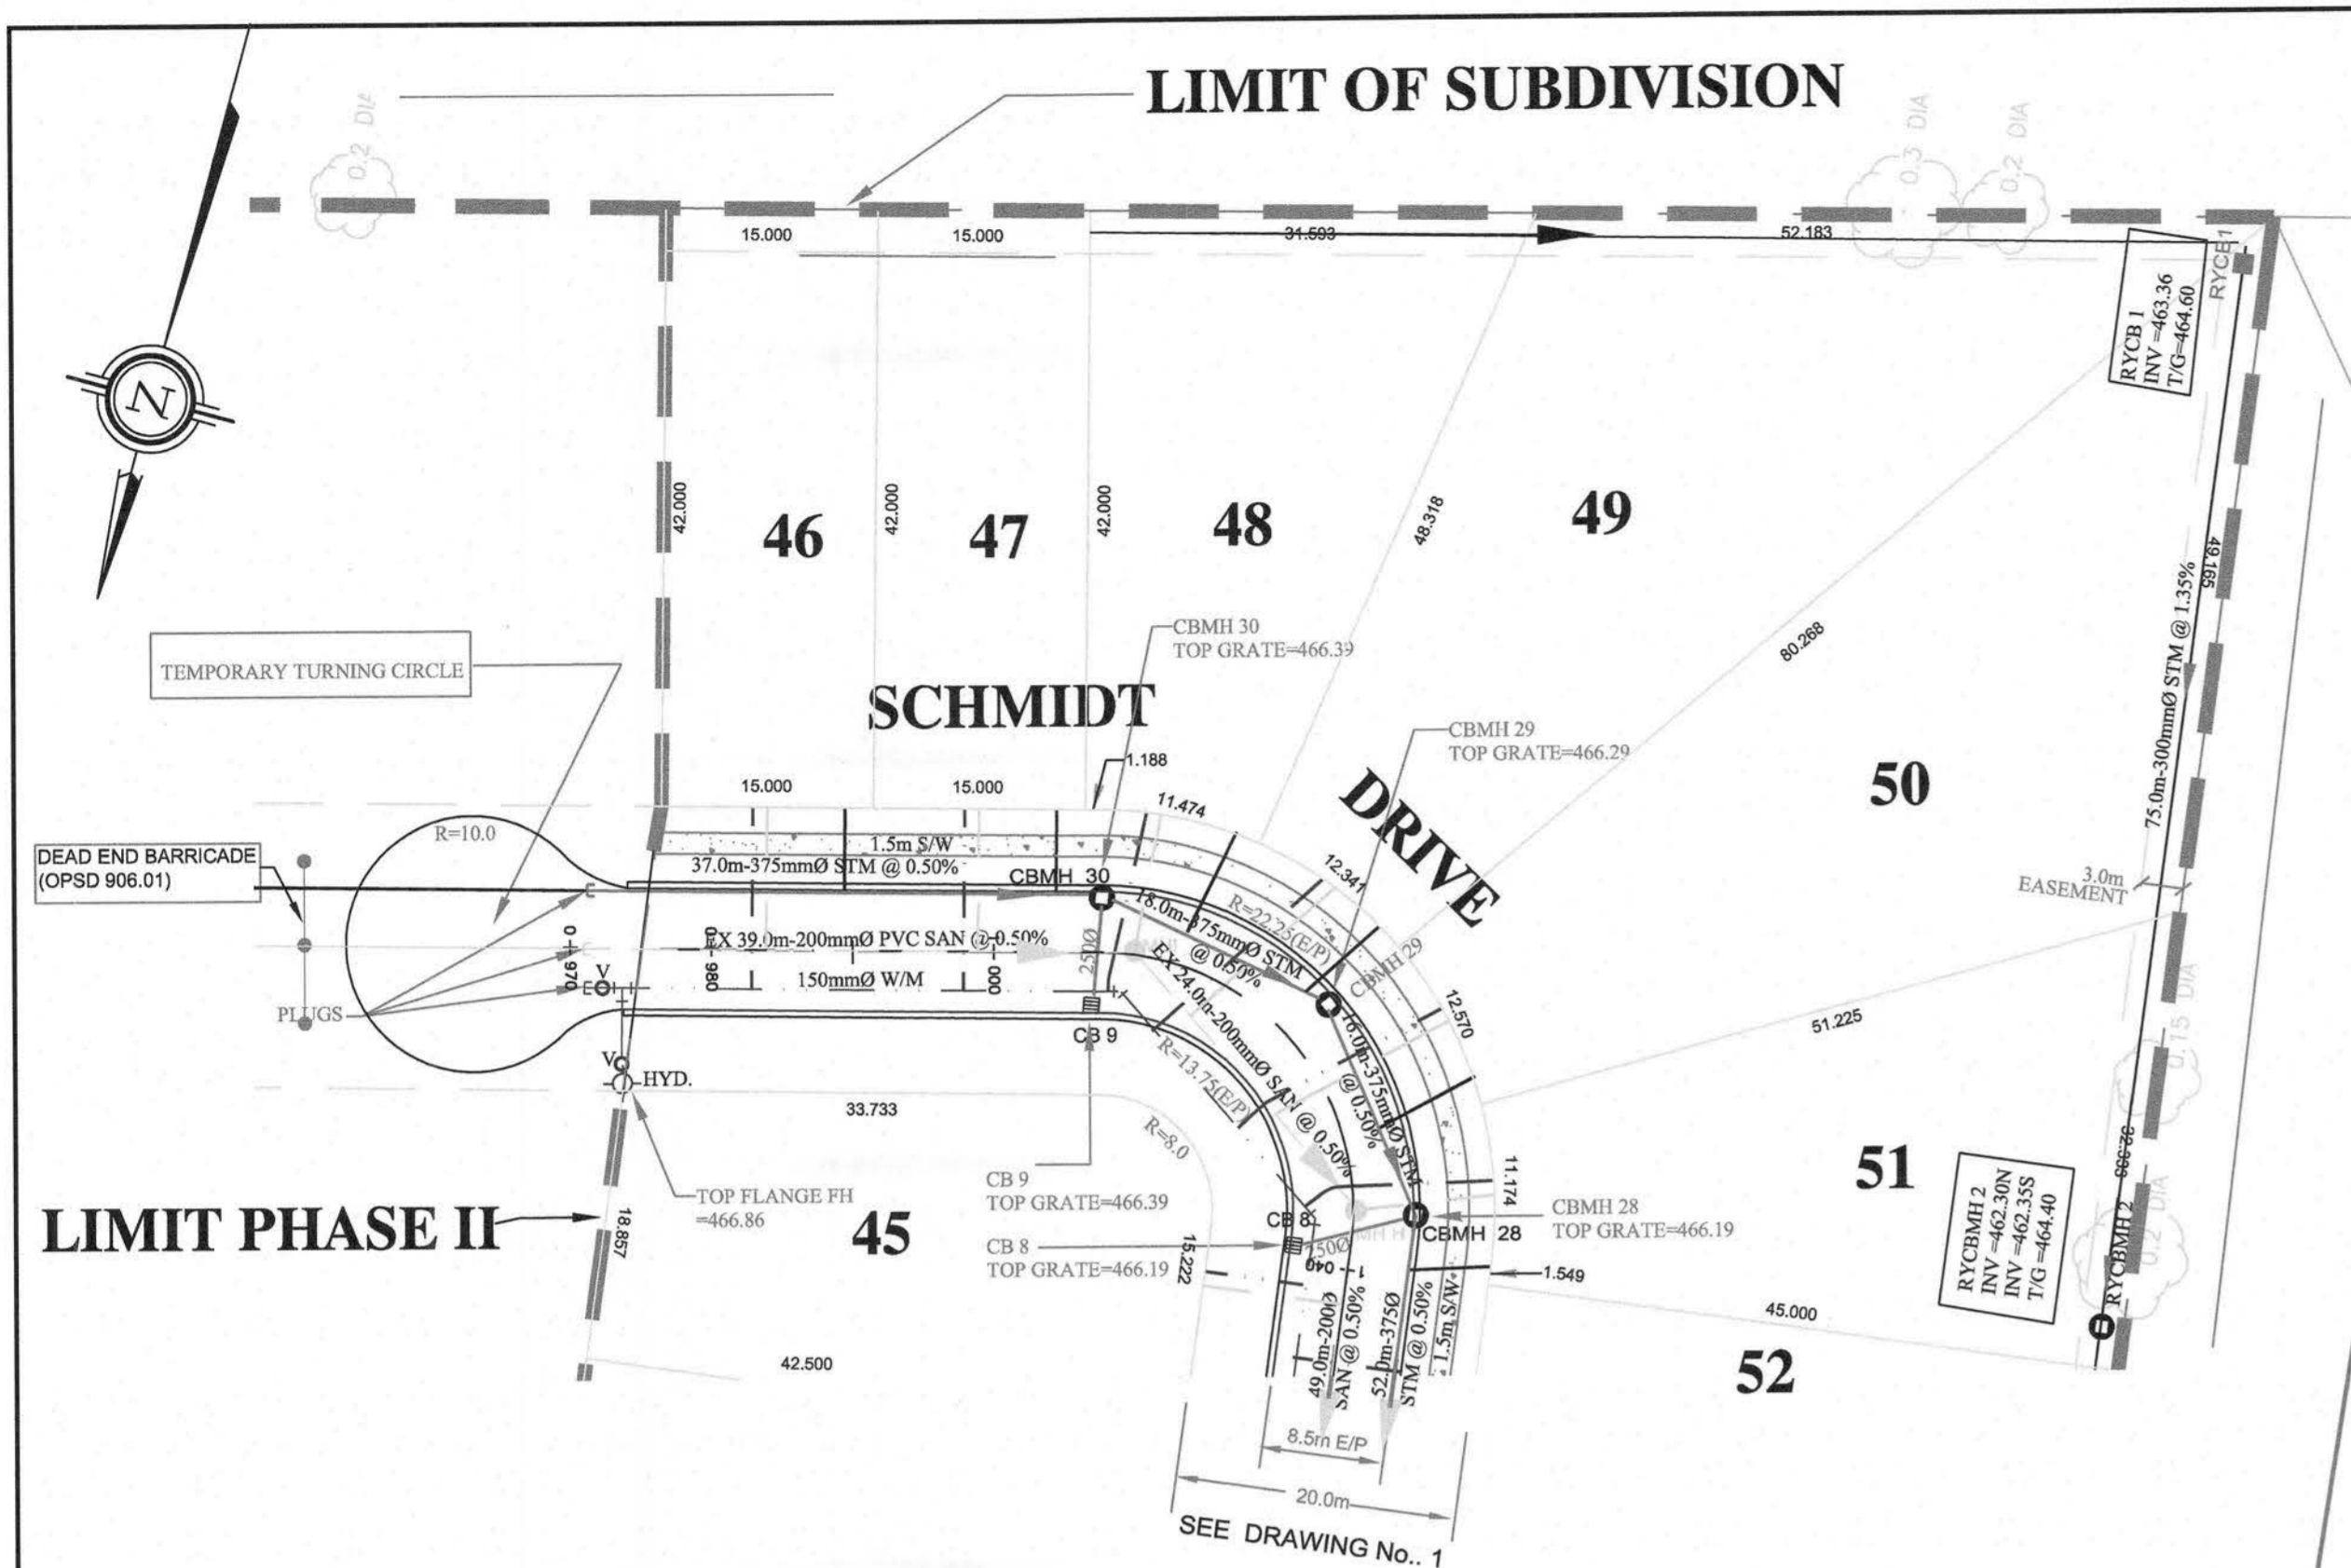 LIMIT OF SUBDIVISION
0.2 DIA
0.3 DIA
0.2 DIA
15.000
15.000
31.593
52.183
RYCB1
RYCB 1
INV =463.36
T/G=464.60
N
42.000
46
42.000
47
42.000
48
48.318
49
49.165
75.0m-300mmØ STM @ 1.35%
CBMH 30
TOP GRATE=466.39
80.268
TEMPORARY TURNING CIRCLE
SCHMIDT
DRIVE
CBMH 29
TOP GRATE=466.29
50
15.000
15.000
1.188
11.474
R=10.0
DEAD END BARRICADE
(OPSD 906.01)
1.5m S/W
37.0m-375mmØ STM @ 0.50%
CBMH 30
12.341
R=22.25(E/P)
3.0m
EASEMENT
18.0m-375mmØ STM
@ 0.50%
CBMH 29
EX 39.0m-200mmØ PVC SAN @ 0.50%
250Ø
EX 24.0m-200mmØ SAN @ 0.50%
0+970
0+980
000
V
150mmØ W/M
12.570
51.225
0.15 DIA
PLUGS
CB 9
16.0m-375mmØ STM
@ 0.50%
R=13.75(E/P)
V
HYD.
33.733
R=8.0
11.174
51
RYCBMH 2
INV =462.30N
INV =462.35S
T/G =464.40
RYCBMH 2
0.2 DIA
CB 9
TOP GRATE=466.39
TOP FLANGE FH
=466.86
LIMIT PHASE II
18.857
45
15.222
CB 8
CBMH 28
CBMH 28
TOP GRATE=466.19
CB 8
TOP GRATE=466.19
250Ø
1.549
45.000
42.500
49.0m-200Ø
SAN @ 0.50%
52.0m-375Ø
STM @ 0.50%
1.5m S/W
52
8.5m E/P
20.0m
SEE DRAWING No.. 1